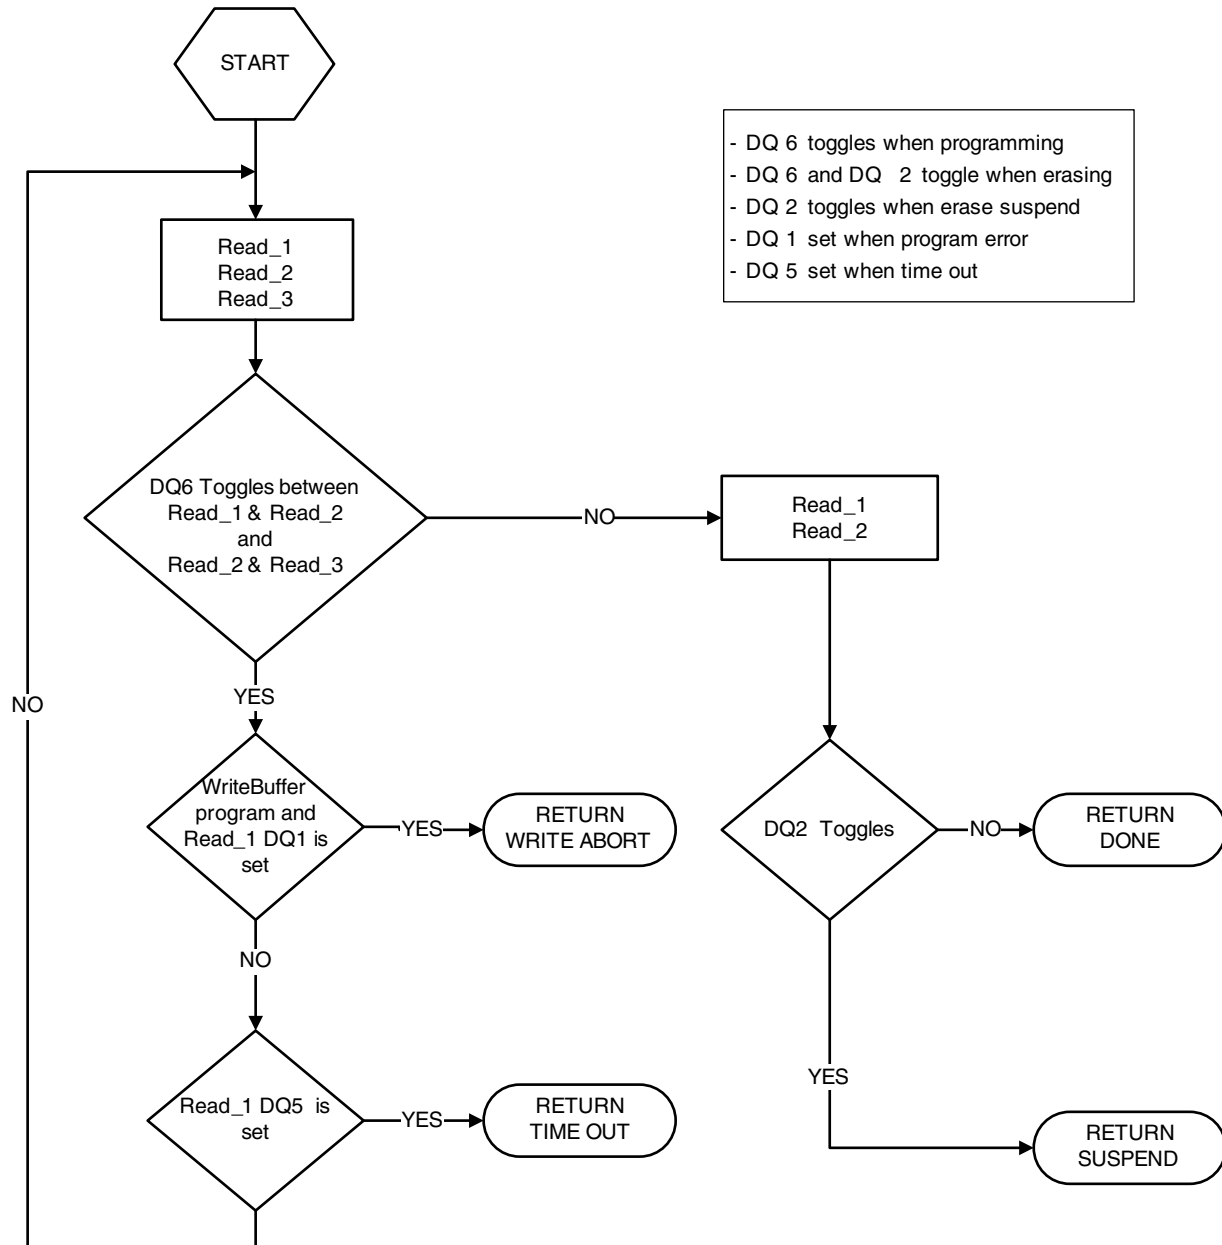 START
- DQ 6 toggles when programming
- DQ 6 and DQ 2 toggle when erasing
- DQ 2 toggles when erase suspend
- DQ 1 set when program error
- DQ 5 set when time out
Read_1
Read_2
Read_3
DQ6 Toggles between
Read_1 & Read_2
and
Read_2 & Read_3
NO
Read_1
Read_2
YES
NO
WriteBuffer
program and
Read_1 DQ1 is
set
YES
RETURN
WRITE ABORT
DQ2 Toggles
NO
RETURN
DONE
NO
YES
Read_1 DQ5 is
set
YES
RETURN
TIME OUT
RETURN
SUSPEND